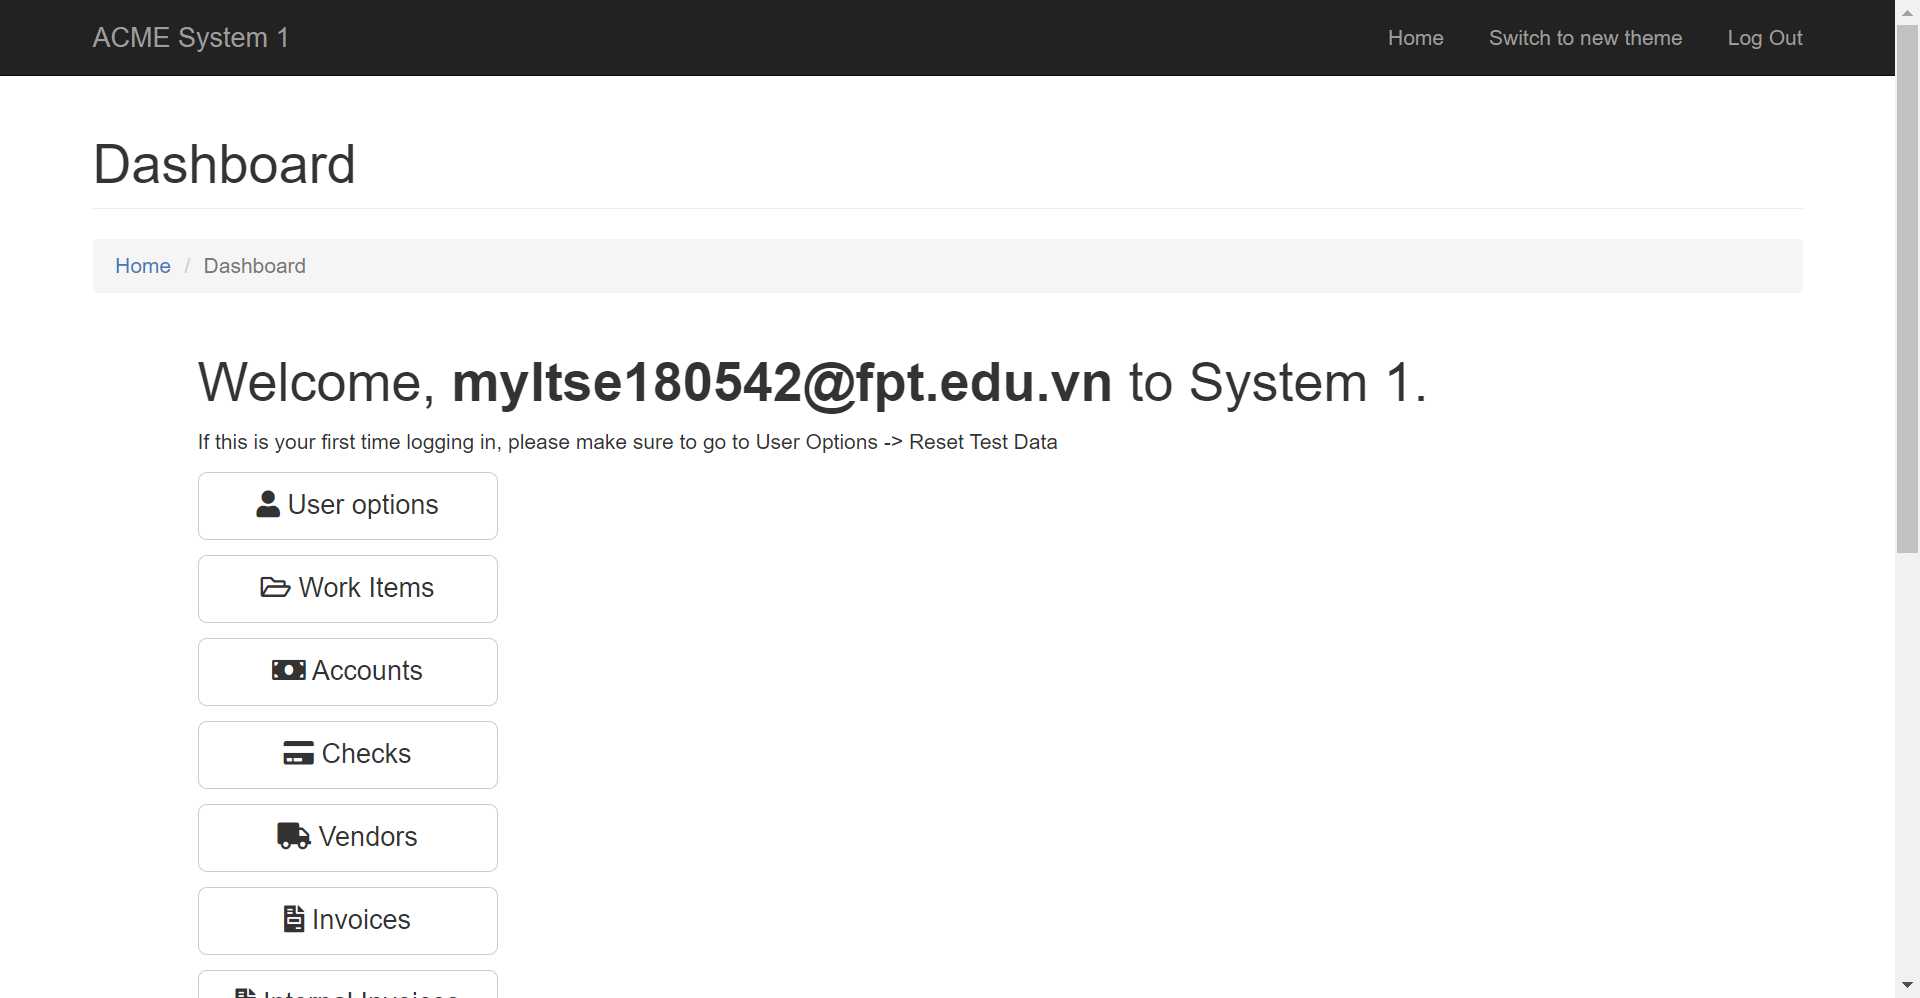 ACME System 1
Home
Switch to new theme
Log Out
Dashboard
Home / Dashboard
Welcome, myltse180542@fpt.edu.vn to System 1.
If this is your first time logging in, please make sure to go to User Options -> Reset Test Data
User options
Work Items
Accounts
Checks
Vendors
Invoices
Internal Invoices